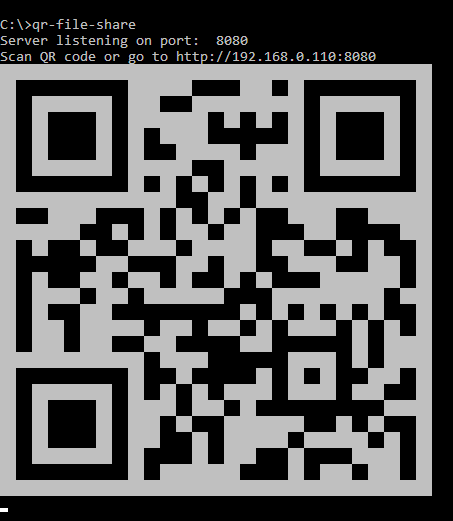 C:\>qr-file-share
Server listening on port:  8080
Scan QR code or go to http://192.168.0.110:8080